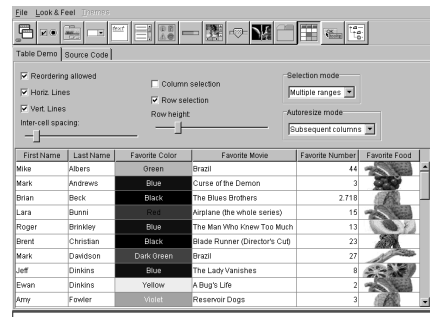 File Look & Feel Themes
text
Table Demo Source Code
Reordering allowed
Horiz. Lines
Vert. Lines
Inter-cell spacing:
Column selection
Row selection
Row height:
Selection mode
Multiple ranges
Autoresize mode
Subsequent columns
First Name Last Name Favorite Color Favorite Movie Favorite Number Favorite Food
Mike Albers Green Brazil 44
Mark Andrews Blue Curse of the Demon 3
Brian Beck Black The Blues Brothers 2.718
Lara Bunni Red Airplane (the whole series) 15
Roger Brinkley Blue The Man Who Knew Too Much 13
Brent Christian Black Blade Runner (Director's Cut) 23
Mark Davidson Dark Green Brazil 27
Jeff Dinkins Blue The Lady Vanishes 8
Ewan Dinkins Yellow A Bug's Life 2
Amy Fowler Violet Reservoir Dogs 3